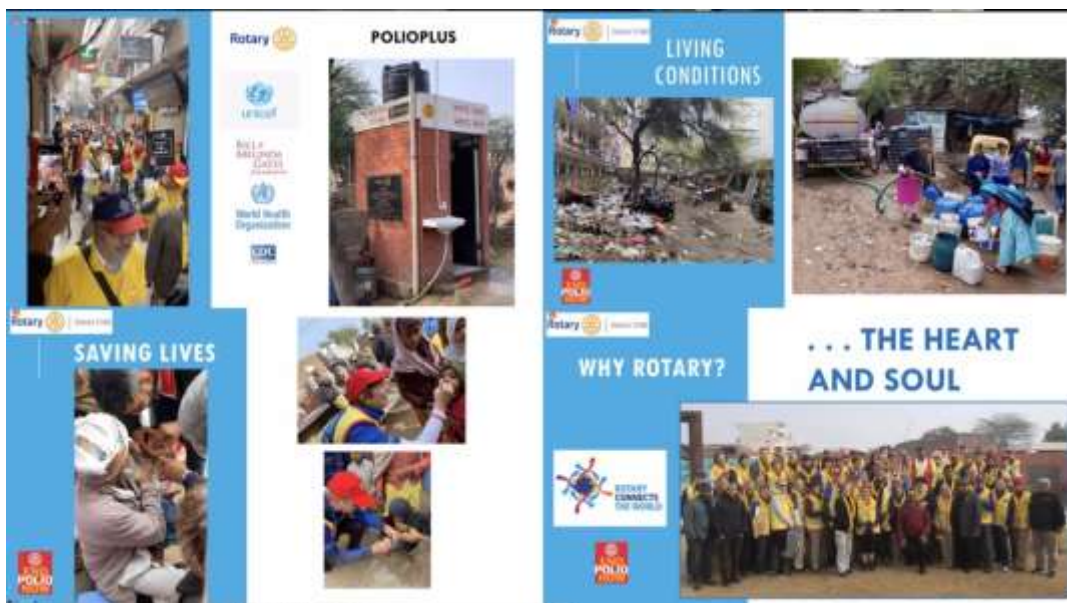 Rotary
POLIOPLUS
unicef
BILL &
MELINDA
GATES
World Health
Organization
CDC
Rotary
LIVING
CONDITIONS
END
POLIO
NOW
Rotary
SAVING LIVES
END
POLIO
NOW
Rotary
WHY ROTARY?
. . . THE HEART
AND SOUL
ROTARY
CONNECTS
THE WORLD
END
POLIO
NOW